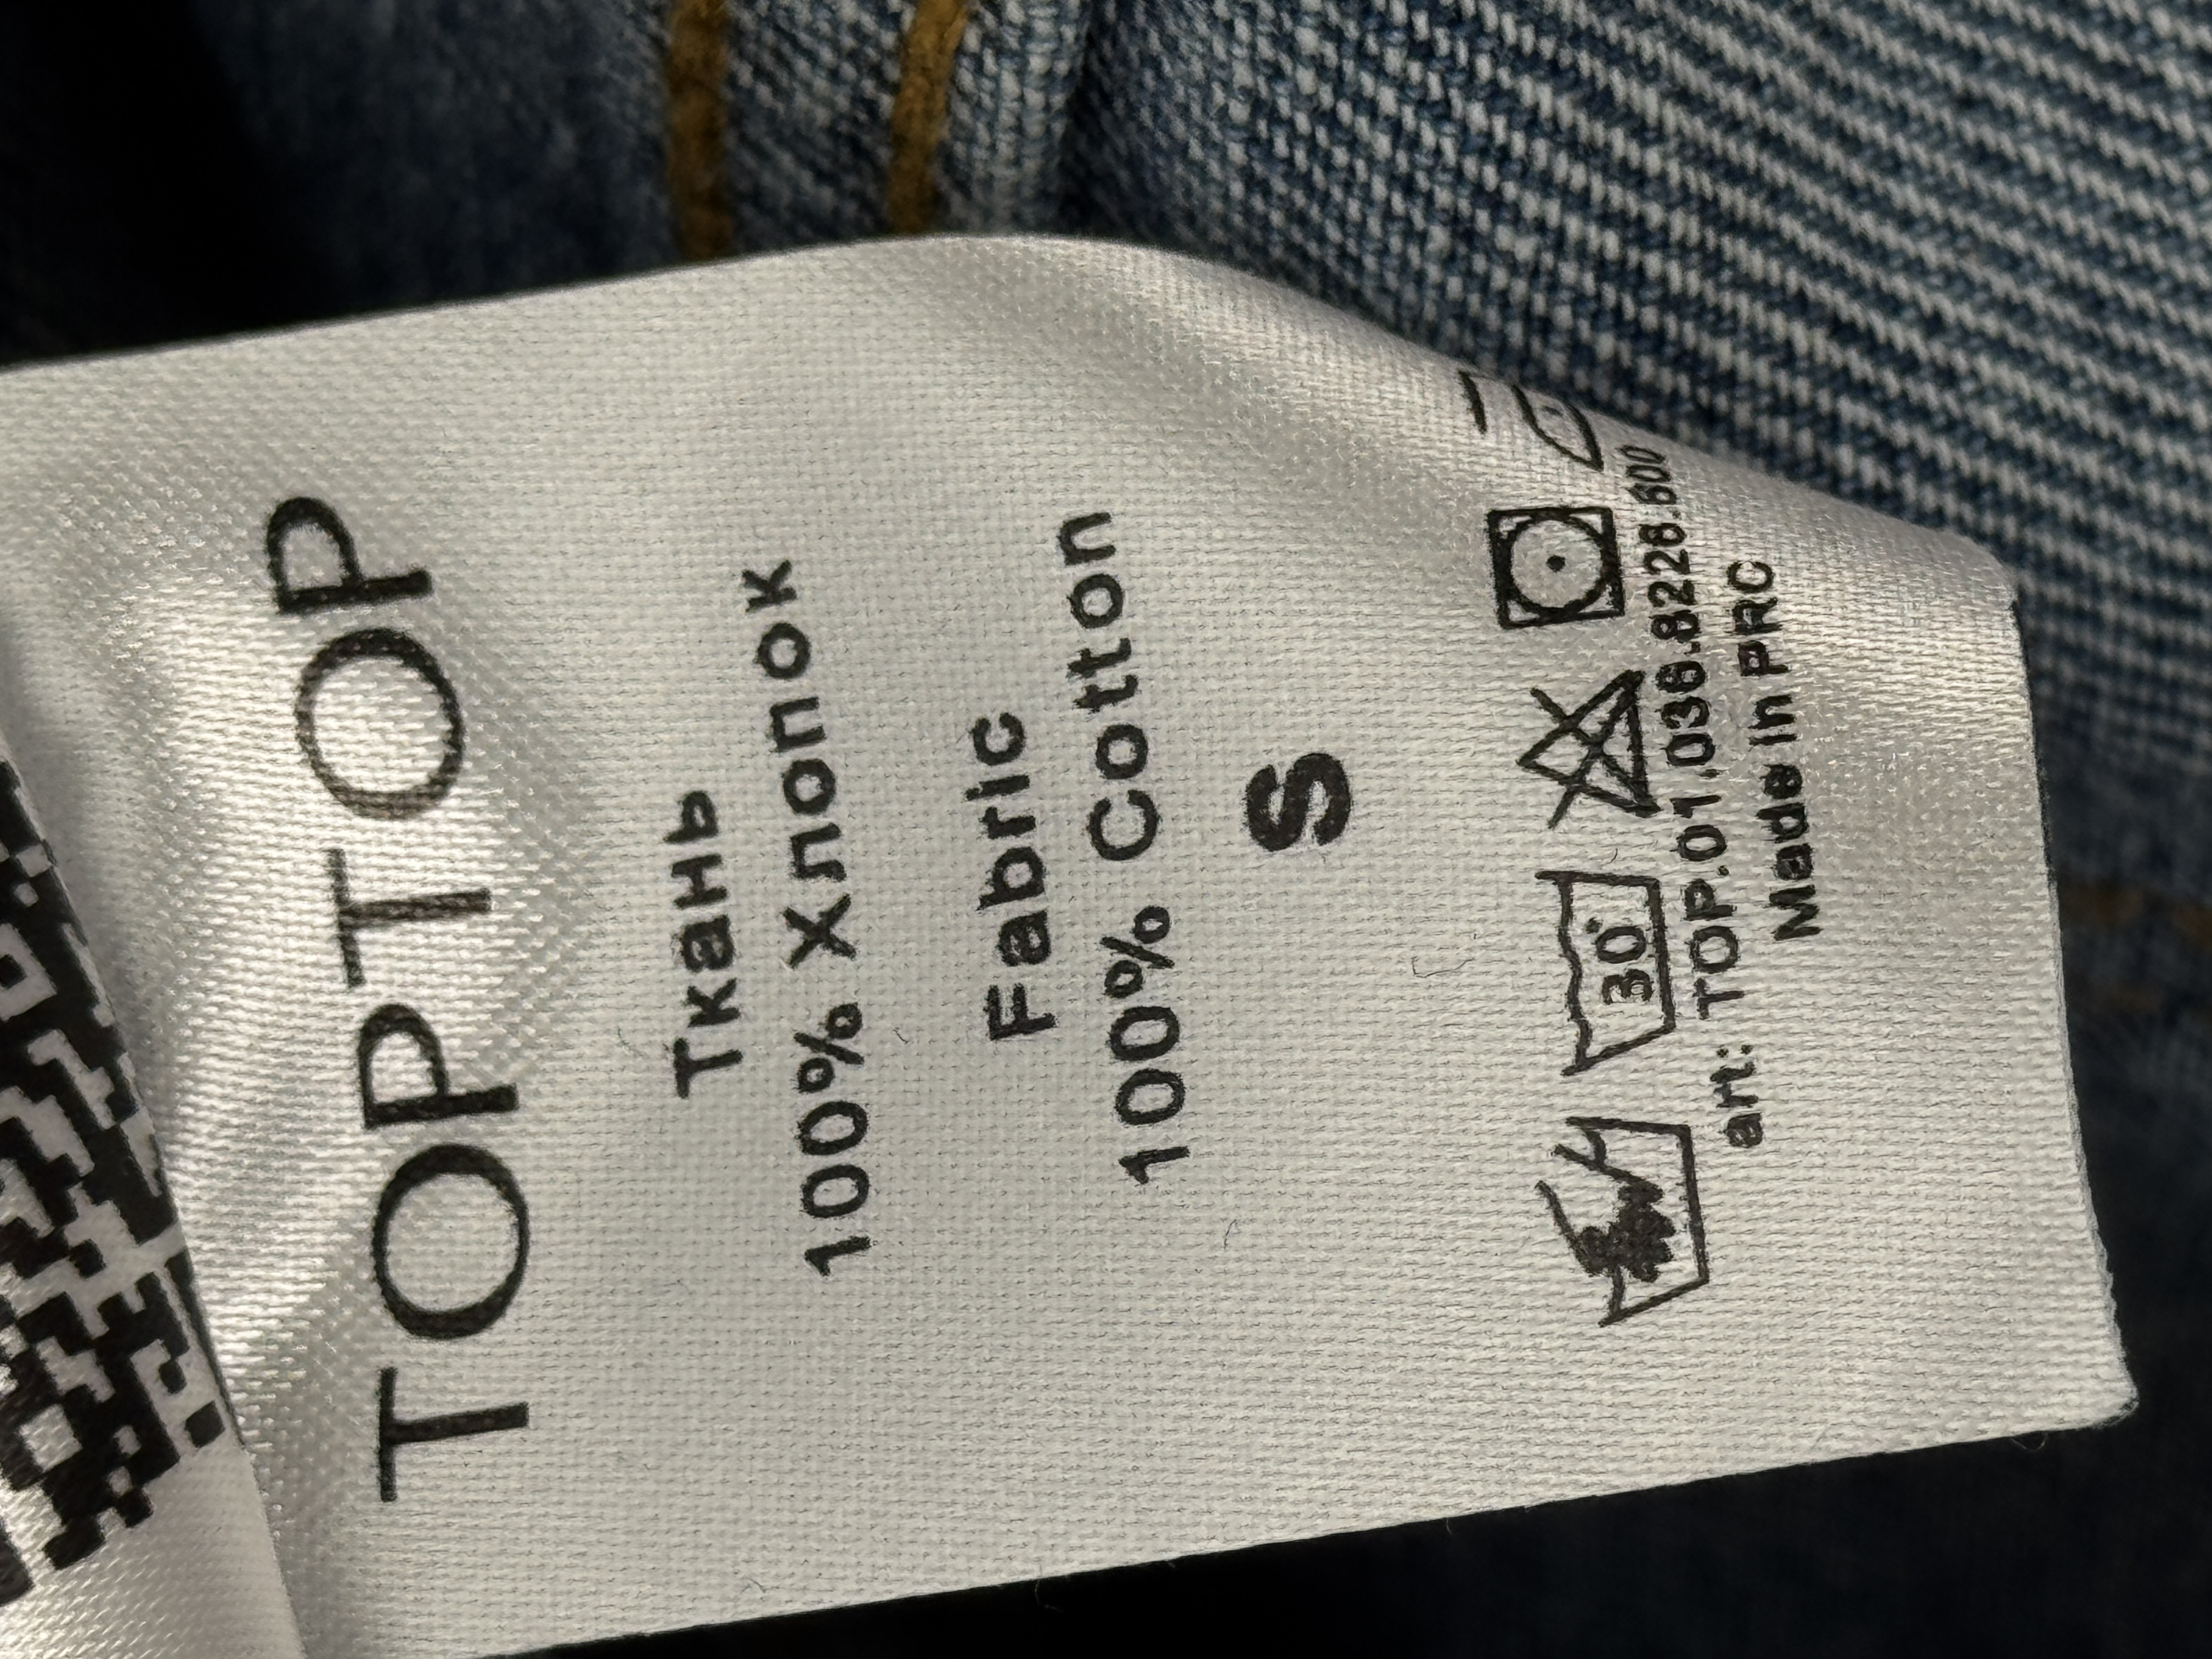 TOPTOP
Ткань
100% Хлопок
Fabric
100% Cotton
S
30°
art: TOP.01.036.8226.600
Made in PRC